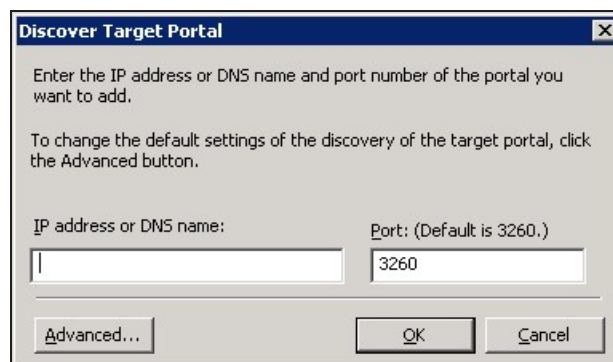 Discover Target Portal
Enter the IP address or DNS name and port number of the portal you
want to add.
To change the default settings of the discovery of the target portal, click
the Advanced button.
IP address or DNS name:
Port: (Default is 3260.)
3260
Advanced...
OK
Cancel